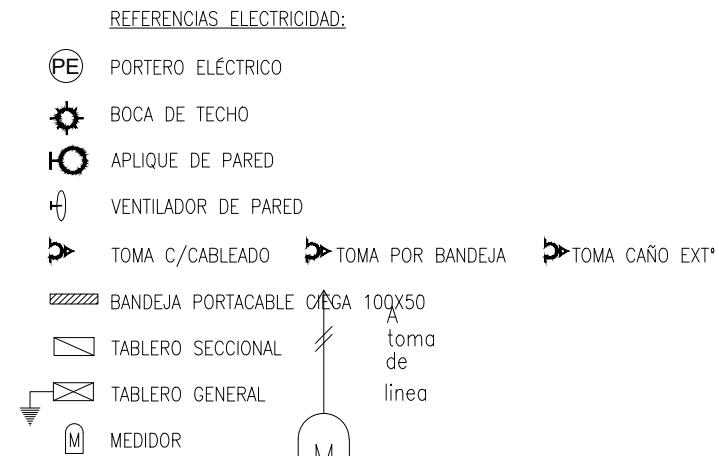 REFERENCIAS ELECTRICIDAD:
PE PORTERO ELÉCTRICO
BOCA DE TECHO
APLIQUE DE PARED
VENTILADOR DE PARED
TOMA C/CABLEADO TOMA POR BANDEJA TOMA CAÑO EXTº
BANDEJA PORTACABLE CIEGA 100X50
A
toma
TABLERO SECCIONAL
de
TABLERO GENERAL
linea
M MEDIDOR
M